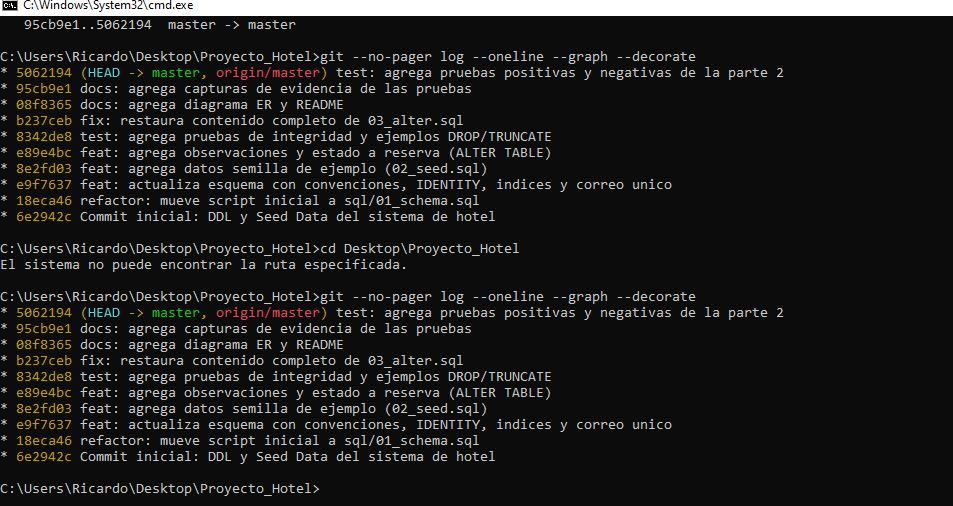 C:\Windows\System32\cmd.exe
95cb9e1..5062194  master -> master
C:\Users\Ricardo\Desktop\Proyecto_Hotel>git --no-pager log --oneline --graph --decorate
* 5062194 (HEAD -> master, origin/master) test: agrega pruebas positivas y negativas de la parte 2
* 95cb9e1 docs: agrega capturas de evidencia de las pruebas
* 08f8365 docs: agrega diagrama ER y README
* b237ceb fix: restaura contenido completo de 03_alter.sql
* 8342de8 test: agrega pruebas de integridad y ejemplos DROP/TRUNCATE
* e89e4bc feat: agrega observaciones y estado a reserva (ALTER TABLE)
* 8e2fd03 feat: agrega datos semilla de ejemplo (02_seed.sql)
* e9f7637 feat: actualiza esquema con convenciones, IDENTITY, indices y correo unico
* 18eca46 refactor: mueve script inicial a sql/01_schema.sql
* 6e2942c Commit inicial: DDL y Seed Data del sistema de hotel
C:\Users\Ricardo\Desktop\Proyecto_Hotel>cd Desktop\Proyecto_Hotel
El sistema no puede encontrar la ruta especificada.
C:\Users\Ricardo\Desktop\Proyecto_Hotel>git --no-pager log --oneline --graph --decorate
* 5062194 (HEAD -> master, origin/master) test: agrega pruebas positivas y negativas de la parte 2
* 95cb9e1 docs: agrega capturas de evidencia de las pruebas
* 08f8365 docs: agrega diagrama ER y README
* b237ceb fix: restaura contenido completo de 03_alter.sql
* 8342de8 test: agrega pruebas de integridad y ejemplos DROP/TRUNCATE
* e89e4bc feat: agrega observaciones y estado a reserva (ALTER TABLE)
* 8e2fd03 feat: agrega datos semilla de ejemplo (02_seed.sql)
* e9f7637 feat: actualiza esquema con convenciones, IDENTITY, indices y correo unico
* 18eca46 refactor: mueve script inicial a sql/01_schema.sql
* 6e2942c Commit inicial: DDL y Seed Data del sistema de hotel
C:\Users\Ricardo\Desktop\Proyecto_Hotel>